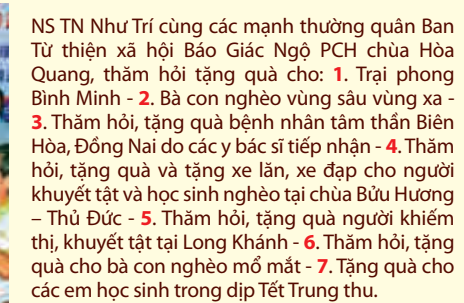 NS TN Như Trí cùng các mạnh thường quân Ban
Từ thiện xã hội Báo Giác Ngộ PCH chùa Hòa
Quang, thăm hỏi tặng quà cho: 1. Trại phong
Bình Minh - 2. Bà con nghèo vùng sâu vùng xa -
3. Thăm hỏi, tặng quà bệnh nhân tâm thần Biên
Hòa, Đồng Nai do các y bác sĩ tiếp nhận - 4. Thăm
hỏi, tặng quà và tặng xe lăn, xe đạp cho người
khuyết tật và học sinh nghèo tại chùa Bửu Hương
– Thủ Đức - 5. Thăm hỏi, tặng quà người khiếm
thị, khuyết tật tại Long Khánh - 6. Thăm hỏi, tặng
quà cho bà con nghèo mổ mắt - 7. Tặng quà cho
các em học sinh trong dịp Tết Trung thu.